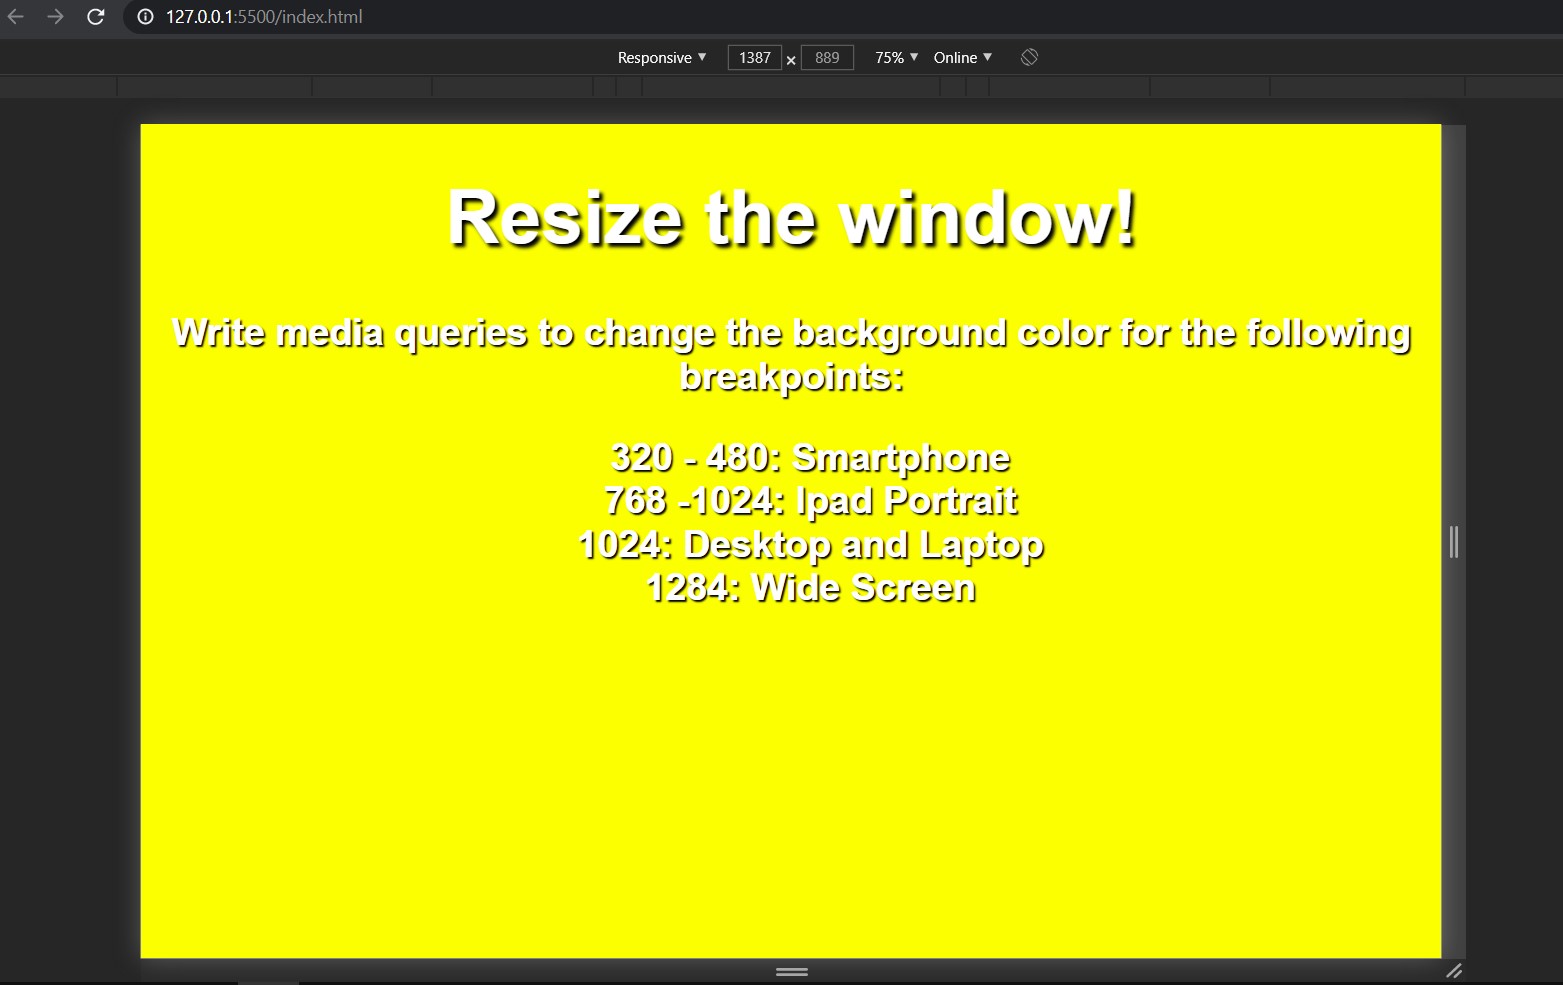 127.0.0.1:5500/index.html
Responsive ▼ 1387 × 889 75% ▼ Online ▼
Resize the window!
Write media queries to change the background color for the following
breakpoints:
320 - 480: Smartphone
768 -1024: Ipad Portrait
1024: Desktop and Laptop
1284: Wide Screen